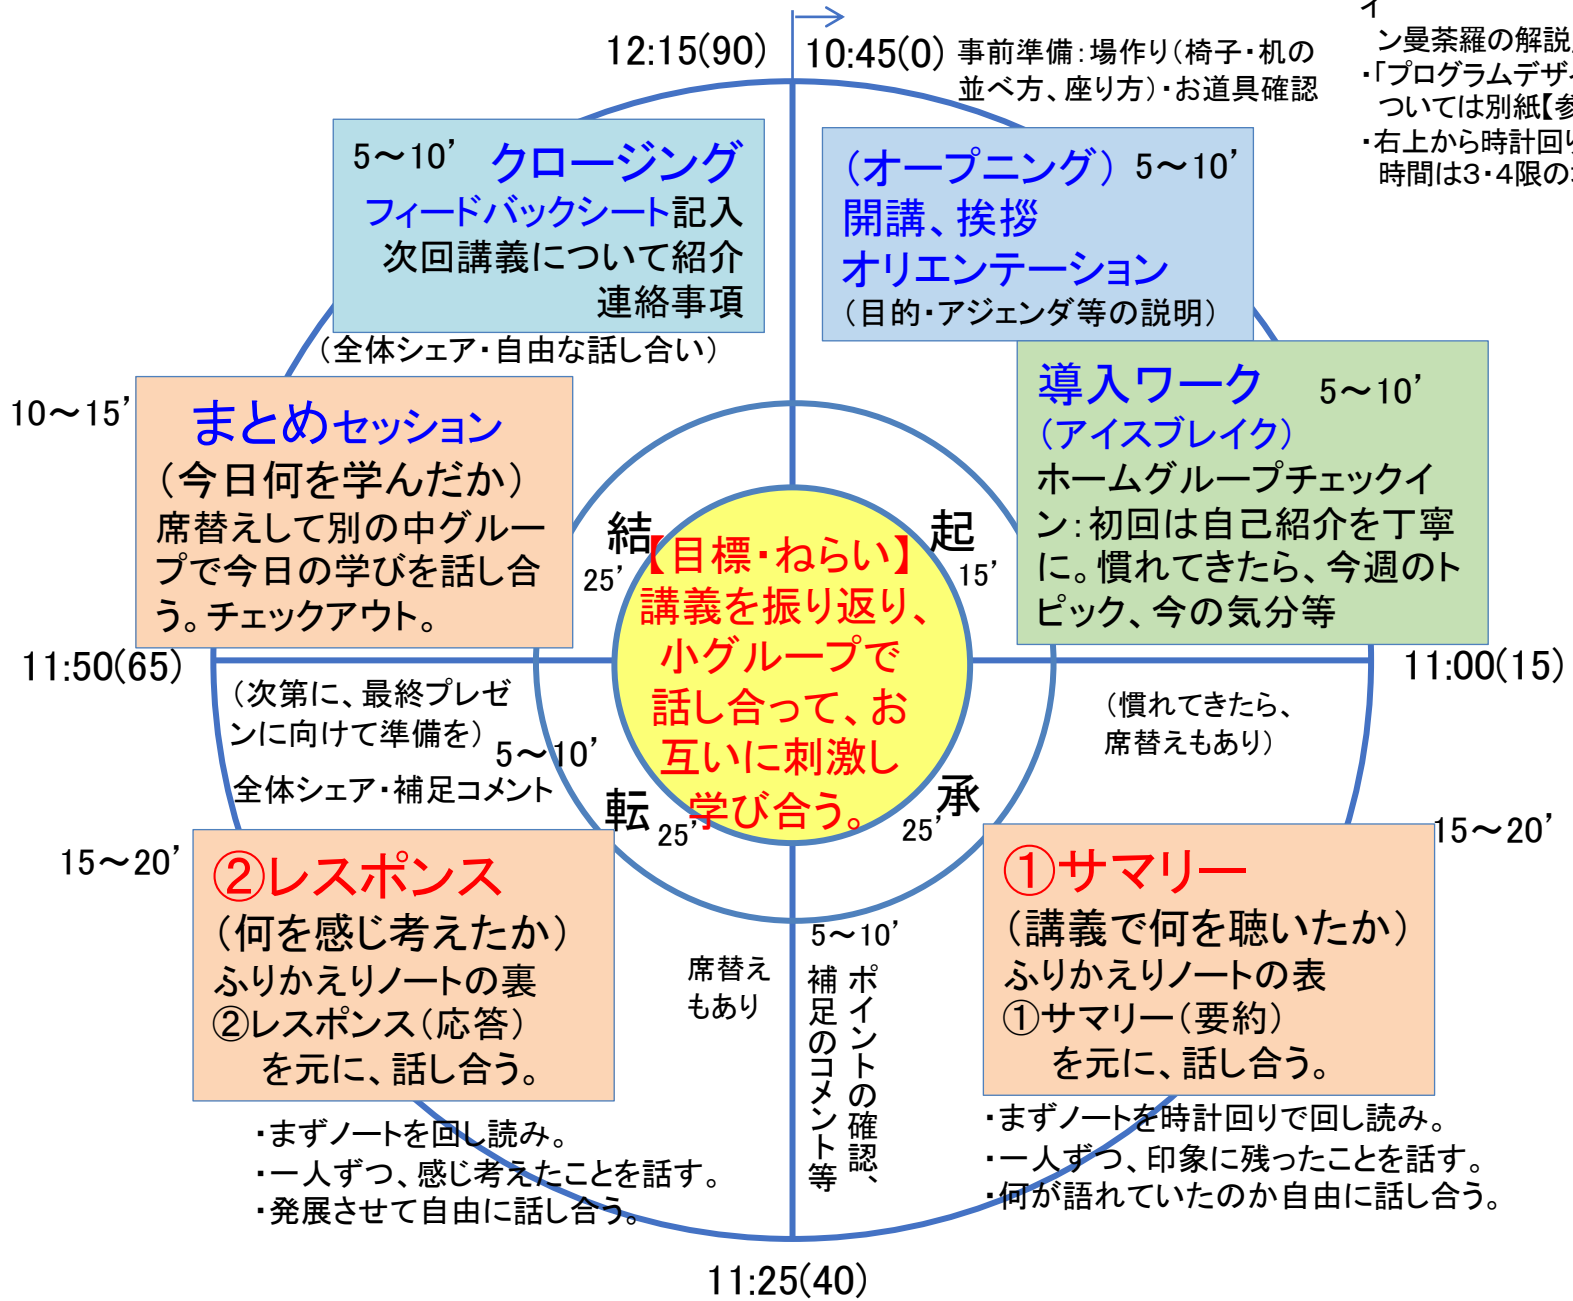 12:15(90)
10:45(0)
事前準備：場作り（椅子・机の
並べ方、座り方）・お道具確認
イ
ン曼荼羅の解説
・「プログラムデザ
ついては別紙【参
・右上から時計回り
時間は３・４限の
（オープニング） 5～10’
開講、挨拶
オリエンテーション
（目的・アジェンダ等の説明）
導入ワーク 5～10’
（アイスブレイク）
ホームグループチェックイ
ン：初回は自己紹介を丁寧
に。慣れてきたら、今週のト
ピック、今の気分等
起
15’
11:00(15)
（慣れてきたら、
席替えもあり）
承
25’
15～20’
①サマリー
（講義で何を聴いたか）
ふりかえりノートの表
①サマリー（要約）
を元に、話し合う。
・まずノートを時計回りで回し読み。
・一人ずつ、印象に残ったことを話す。
・何が語れていたのか自由に話し合う。
5～10’
ポイントの確認、
補足のコメント等
11:25(40)
席替え
もあり
転
25’
15～20’
②レスポンス
（何を感じ考えたか）
ふりかえりノートの裏
②レスポンス（応答）
を元に、話し合う。
・まずノートを回し読み。
・一人ずつ、感じ考えたことを話す。
・発展させて自由に話し合う。
5～10’
全体シェア・補足コメント
（次第に、最終プレゼ
ンに向けて準備を）
11:50(65)
結
25’
10～15’
まとめセッション
（今日何を学んだか）
席替えして別の中グルー
プで今日の学びを話し合
う。チェックアウト。
（全体シェア・自由な話し合い）
5～10’ クロージング
フィードバックシート記入
次回講義について紹介
連絡事項
【目標・ねらい】
講義を振り返り、
小グループで
話し合って、お
互いに刺激し
学び合う。